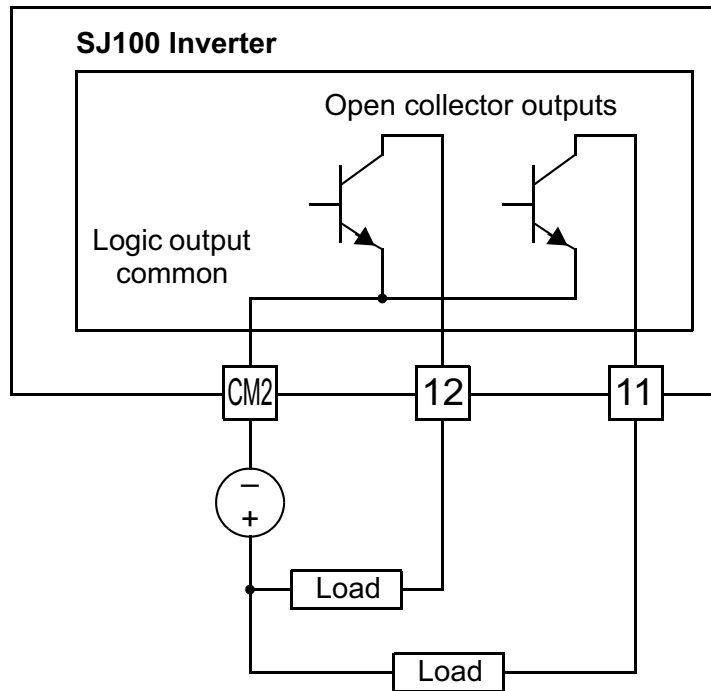 SJ100 Inverter
Open collector outputs
Logic output
common
CM2
12
11
–
+
Load
Load